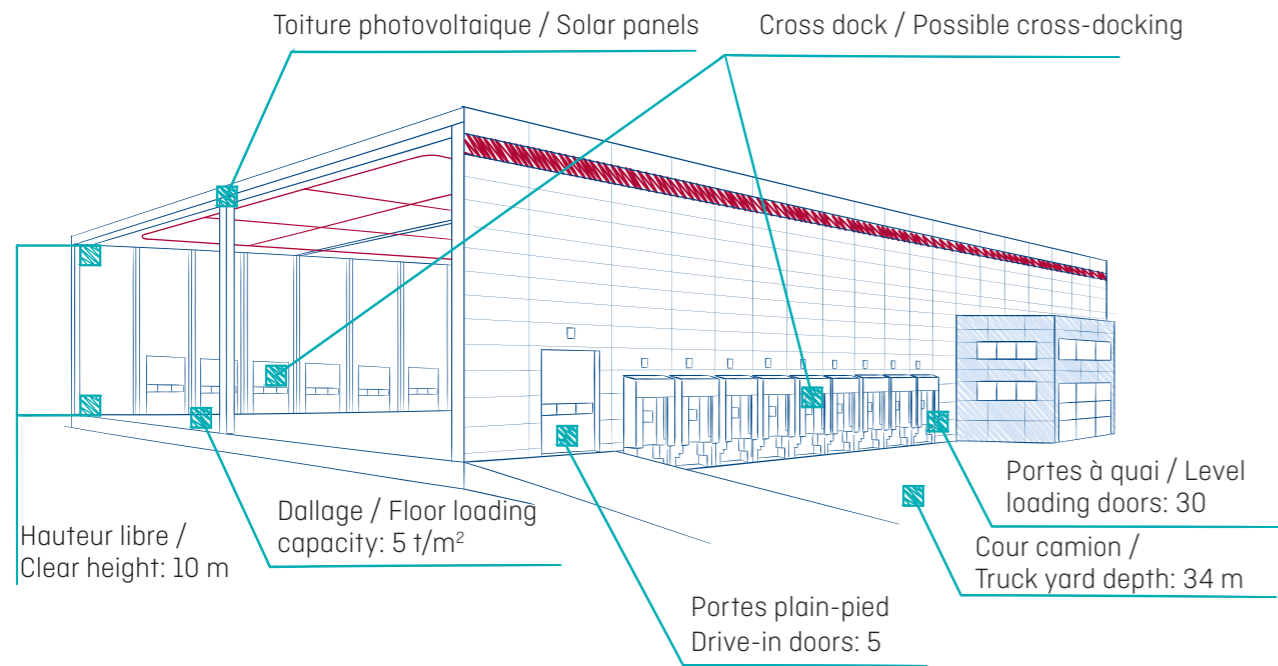 Toiture photovoltaique / Solar panels
Cross dock / Possible cross-docking
Hauteur libre /
Clear height: 10 m
Dallage / Floor loading
capacity: 5 t/m²
Portes plain-pied
Drive-in doors: 5
Portes à quai / Level
loading doors: 30
Cour camion /
Truck yard depth: 34 m